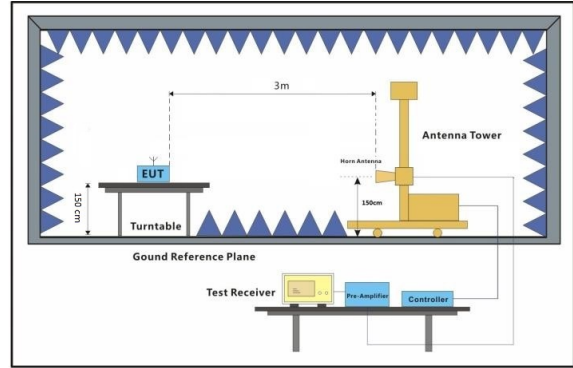 3m
Antenna Tower
Horn Antenna
EUT
150 cm
150cm
Turntable
Gound Reference Plane
Test Receiver
Pre-Amplifier
Controller